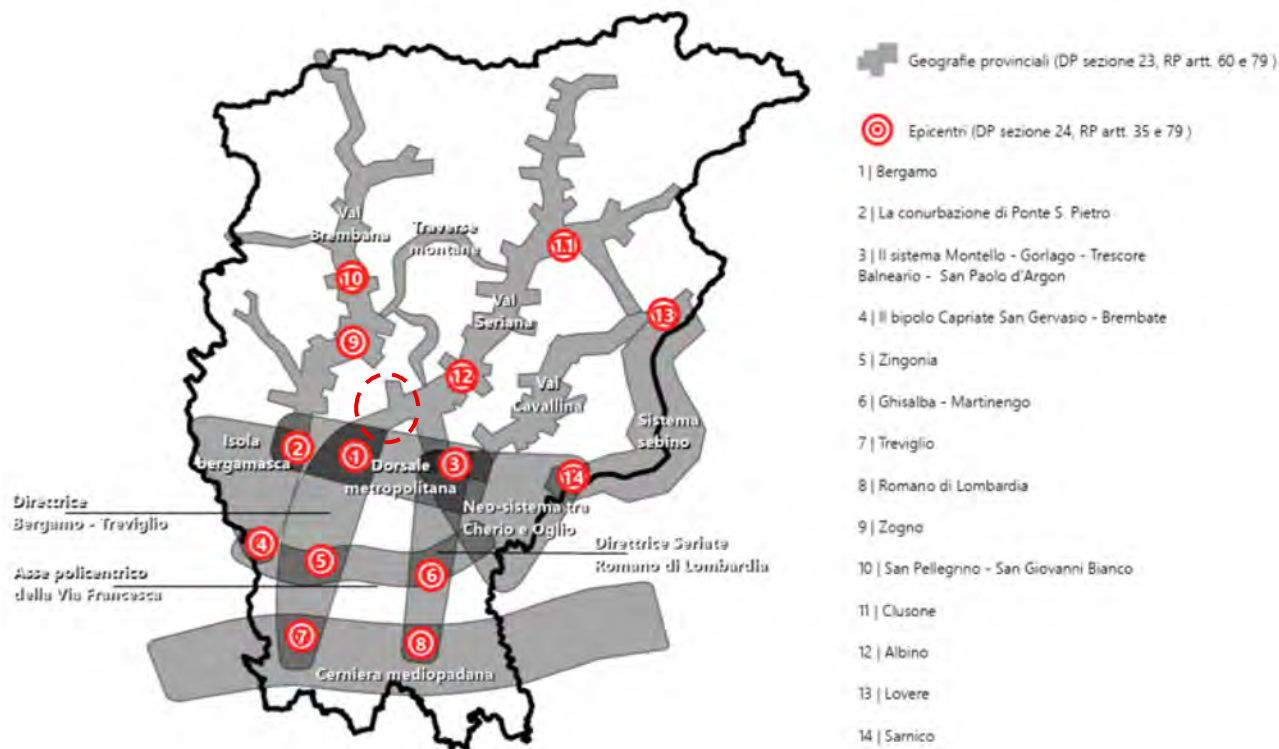 Geografie provinciali (DP sezione 23, RP artt. 60 e 79 )
Epicentri (DP sezione 24, RP artt. 35 e 79 )
1 | Bergamo
2 | La conurbazione di Ponte S. Pietro
3 | Il sistema Montello - Gorlago - Trescore
Balneario - San Paolo d'Argon
4 | Il bipolo Capriate San Gervasio - Brembate
5 | Zingonia
6 | Ghisalba - Martinengo
7 | Treviglio
8 | Romano di Lombardia
9 | Zogno
10 | San Pellegrino - San Giovanni Bianco
11 | Clusone
12 | Albino
13 | Lovere
14 | Sarnico
Val
Brembana
Traverse
montane
11
10
Val
Seriana
13
9
12
Val
Cavallina
Sistema
sebino
Isola
bergamasca
2
1
Dorsale
metropolitana
3
14
Neo-sistema tra
Cherio e Oglio
Direttrice
Bergamo - Treviglio
4
5
6
Direttrice Seriate
Romano di Lombardia
Asse policentrico
della Via Francesca
7
8
Cerniera mediopadana